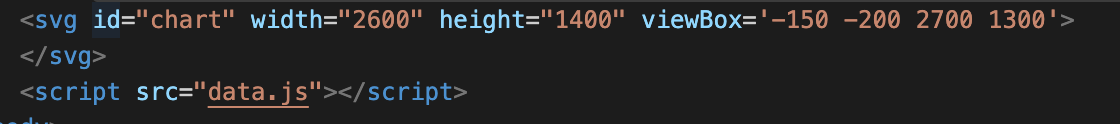 <svg id="chart" width="2600" height="1400" viewBox='-150 -200 2700 1300'>
</svg>
<script src="data.js"></script>